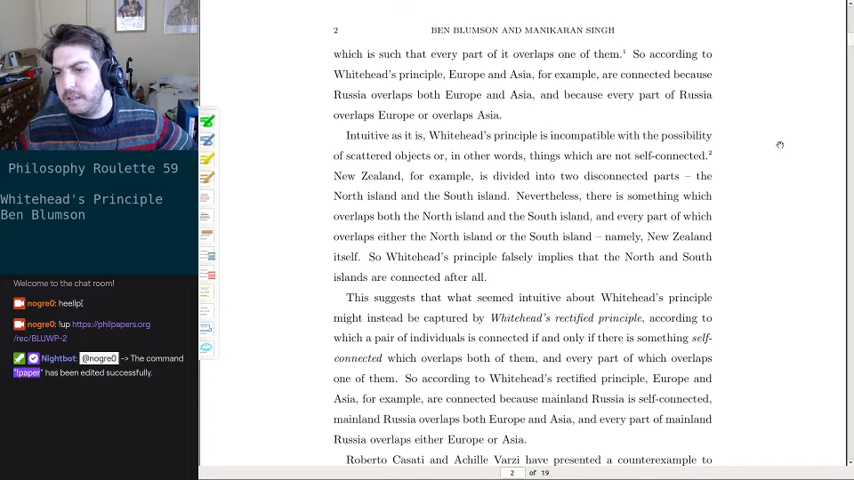 2
BEN BLUMSON AND MANIKARAN SINGH
which is such that every part of it overlaps one of them.¹ So according to
Whitehead's principle, Europe and Asia, for example, are connected because
Russia overlaps both Europe and Asia, and because every part of Russia
overlaps Europe or overlaps Asia.
Intuitive as it is, Whitehead's principle is incompatible with the possibility
of scattered objects or, in other words, things which are not self-connected.²
New Zealand, for example, is divided into two disconnected parts – the
North island and the South island. Nevertheless, there is something which
overlaps both the North island and the South island, and every part of which
overlaps either the North island or the South island – namely, New Zealand
itself. So Whitehead's principle falsely implies that the North and South
islands are connected after all.
This suggests that what seemed intuitive about Whitehead's principle
might instead be captured by Whitehead's rectified principle, according to
which a pair of individuals is connected if and only if there is something self-
connected which overlaps both of them, and every part of which overlaps
one of them. So according to Whitehead's rectified principle, Europe and
Asia, for example, are connected because mainland Russia is self-connected,
mainland Russia overlaps both Europe and Asia, and every part of mainland
Russia overlaps either Europe or Asia.
Roberto Casati and Achille Varzi have presented a counterexample to
2 of 19
Philosophy Roulette 59
Whitehead's Principle
Ben Blumson
Welcome to the chat room!
nogre0: heellp[
nogre0: !up https://philpapers.org
/rec/BLUWP-2
Nightbot: @nogre0 -> The command
"!paper" has been edited successfully.